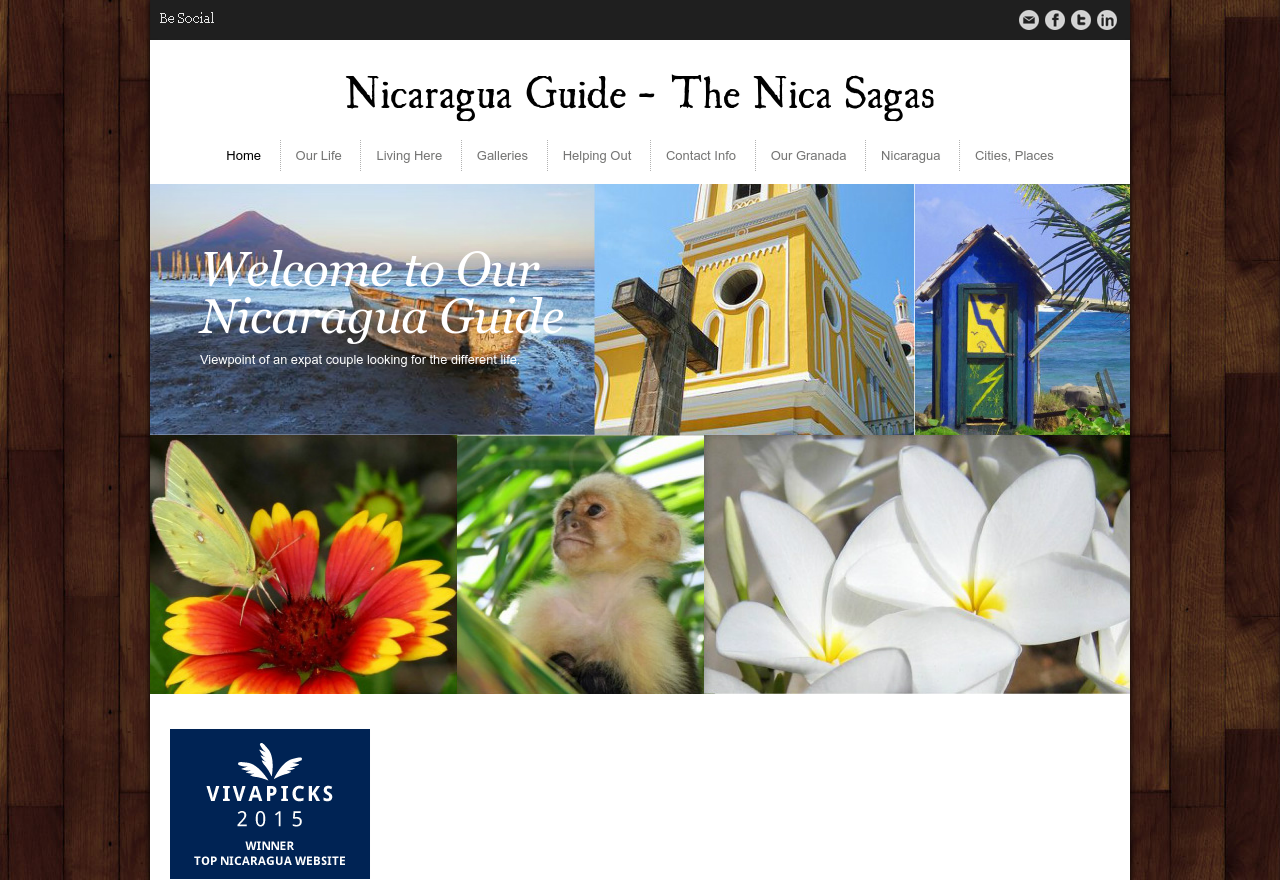 Be Social
Nicaragua Guide - The Nica Sagas
Home
Our Life
Living Here
Galleries
Helping Out
Contact Info
Our Granada
Nicaragua
Cities, Places
Welcome to Our
Nicaragua Guide
Viewpoint of an expat couple looking for the different life.
VIVAPICKS
2015
WINNER
TOP NICARAGUA WEBSITE